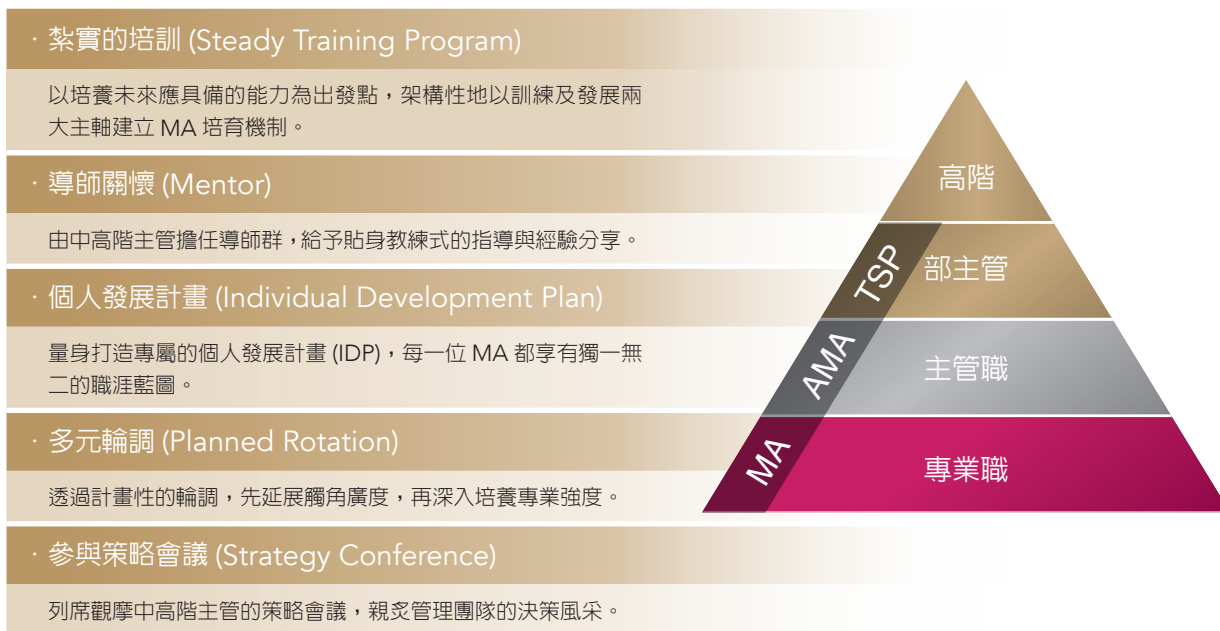 · 紮實的培訓 (Steady Training Program)
以培養未來應具備的能力為出發點，架構性地以訓練及發展兩
大主軸建立 MA 培育機制。
· 導師關懷 (Mentor)
由中高階主管擔任導師群，給予貼身教練式的指導與經驗分享。
· 個人發展計畫 (Individual Development Plan)
量身打造專屬的個人發展計畫 (IDP)，每一位 MA 都享有獨一無
二的職涯藍圖。
· 多元輪調 (Planned Rotation)
透過計畫性的輪調，先延展觸角廣度，再深入培養專業強度。
· 參與策略會議 (Strategy Conference)
列席觀摩中高階主管的策略會議，親炙管理團隊的決策風采。
高階
TSP
部主管
AMA
主管職
MA
專業職